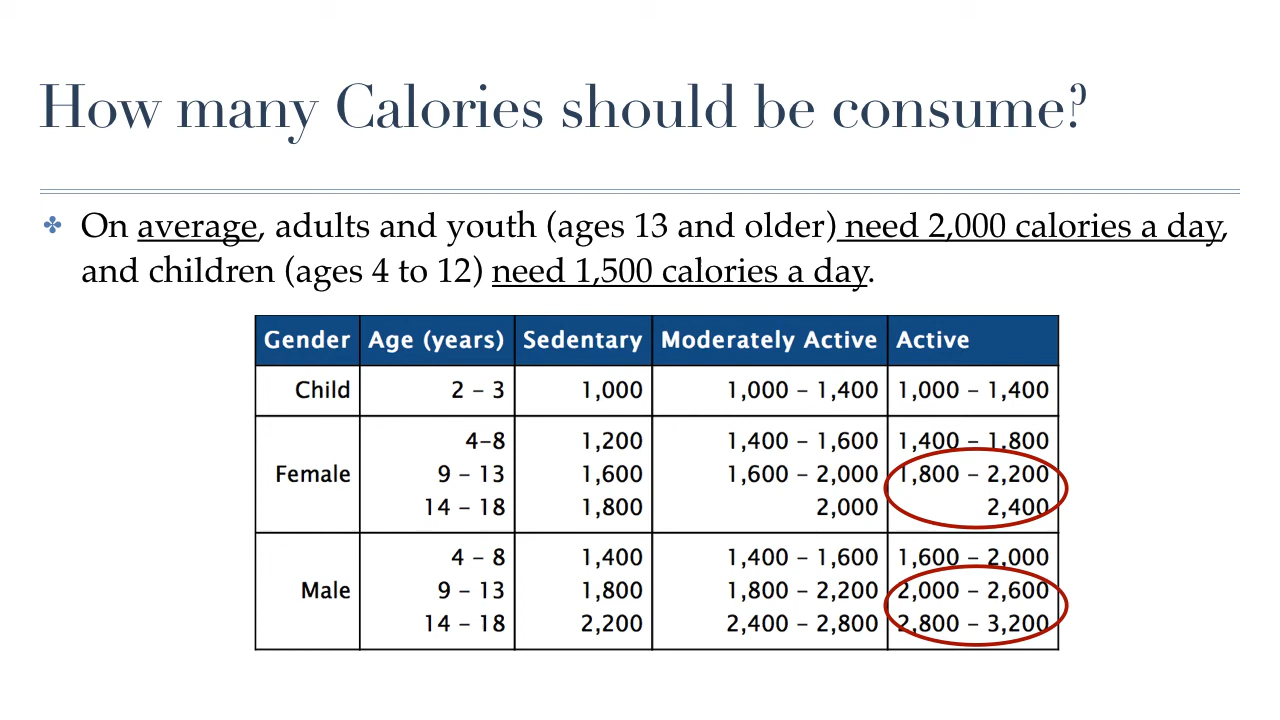 How many Calories should be consume?
✤ On average, adults and youth (ages 13 and older) need 2,000 calories a day,
and children (ages 4 to 12) need 1,500 calories a day.
Gender Age (years) Sedentary Moderately Active Active
Child 2 – 3 1,000 1,000 – 1,400 1,000 – 1,400
4–8 1,200 1,400 – 1,600 1,400 – 1,800
Female 9 – 13 1,600 1,600 – 2,000 1,800 – 2,200
14 – 18 1,800 2,000 2,400
4 – 8 1,400 1,400 – 1,600 1,600 – 2,000
Male 9 – 13 1,800 1,800 – 2,200 2,000 – 2,600
14 – 18 2,200 2,400 – 2,800 2,800 – 3,200